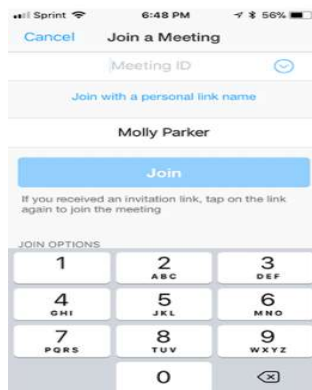 Sprint 6:48 PM 56%
Cancel Join a Meeting
Meeting ID
Join with a personal link name
Molly Parker
Join
If you received an invitation link, tap on the link
again to join the meeting
JOIN OPTIONS
1 2 3
ABC DEF
4 5 6
GHI JKL MNO
7 8 9
PQRS TUV WXYZ
0